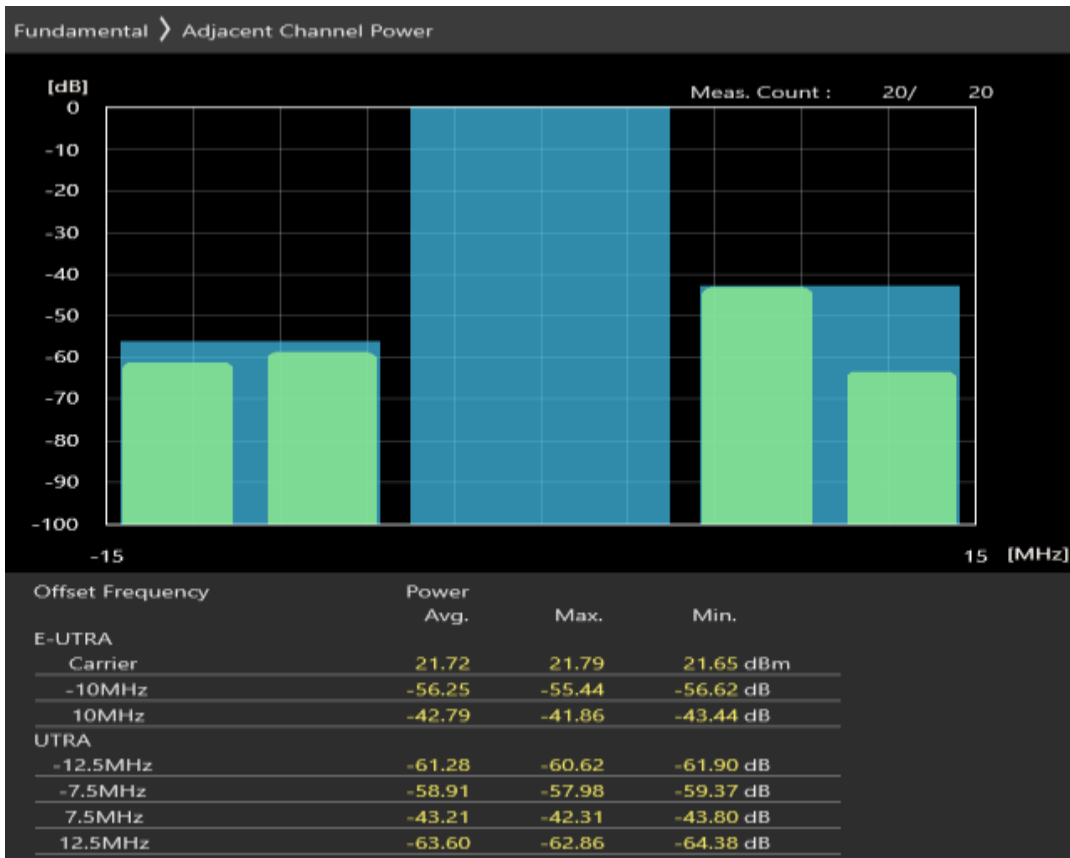 Fundamental 〉 Adjacent Channel Power
[dB]
Meas. Count : 20/ 20
0
-10
-20
-30
-40
-50
-60
-70
-80
-90
-100
-15 15 [MHz]
Offset Frequency Power
Avg. Max. Min.
E-UTRA
Carrier 21.72 21.79 21.65 dBm
-10MHz -56.25 -55.44 -56.62 dB
10MHz -42.79 -41.86 -43.44 dB
UTRA
-12.5MHz -61.28 -60.62 -61.90 dB
-7.5MHz -58.91 -57.98 -59.37 dB
7.5MHz -43.21 -42.31 -43.80 dB
12.5MHz -63.60 -62.86 -64.38 dB